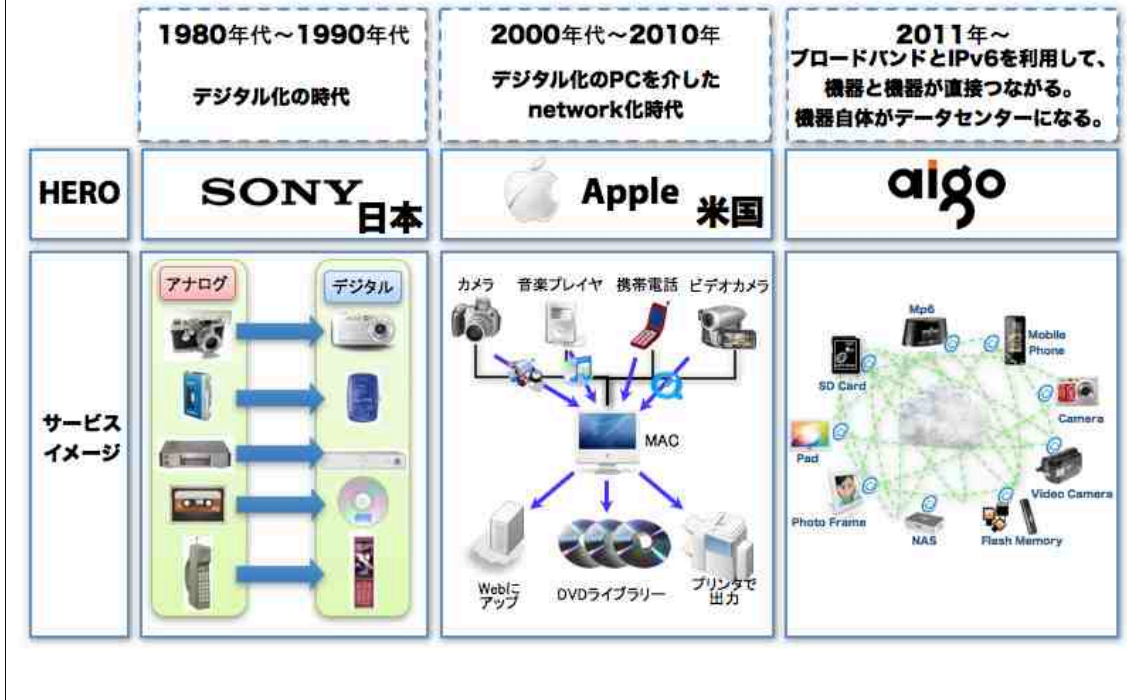 1980年代～1990年代
デジタル化の時代
2000年代～2010年
デジタル化のPCを介した
network化時代
2011年～
ブロードバンドとIPv6を利用して、
機器と機器が直接つながる。
機器自体がデータセンターになる。
HERO
SONY
日本
Apple
米国
aigo
サービス
イメージ
アナログ
デジタル
カメラ
音楽プレイヤ
携帯電話
ビデオカメラ
MAC
Webに
アップ
DVDライブラリー
プリンタで
出力
Mp6
Mobile
Phone
SD Card
Camera
Pad
Video Camera
Photo Frame
NAS
Flash Memory